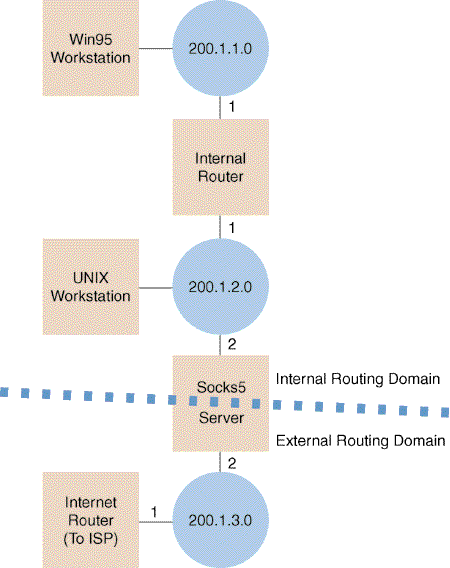 Win95
Workstation
200.1.1.0
1
Internal
Router
1
UNIX
Workstation
200.1.2.0
2
Socks5
Server
Internal Routing Domain
External Routing Domain
2
Internet
Router
(To ISP)
1
200.1.3.0